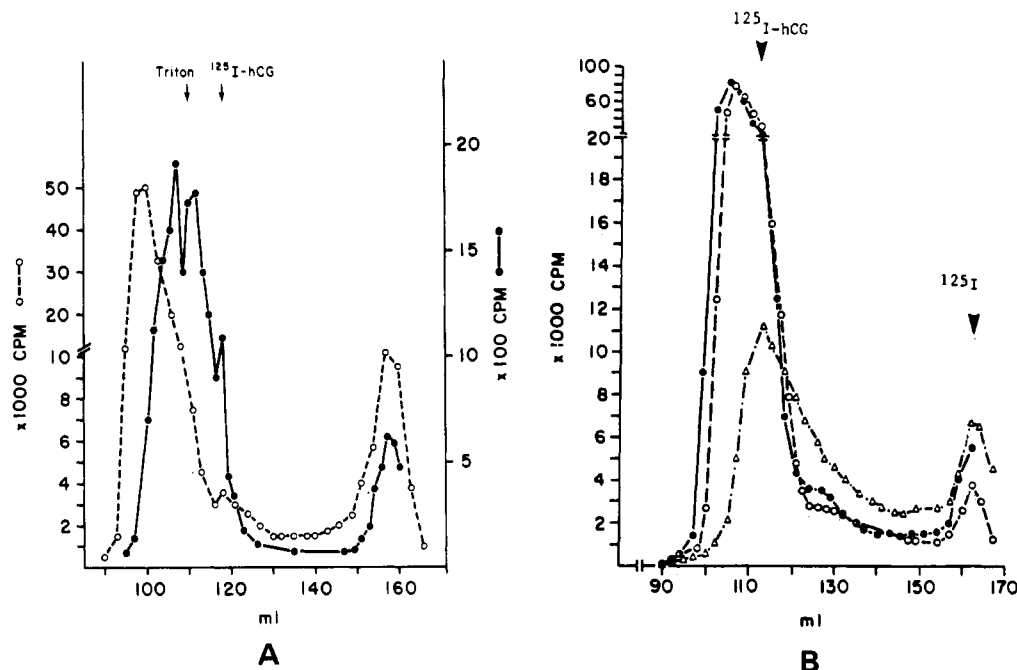 Triton ¹²⁵I-hCG
x1000 CPM o----o
50
40
30
20
10
8
6
4
2
20
15
10
5
x100 CPM ●——●
100 120 140 160
ml
A
¹²⁵I-hCG
¹²⁵I
x 1000 CPM
100
60
20
18
16
14
12
10
8
6
4
2
90 110 130 150 170
ml
B